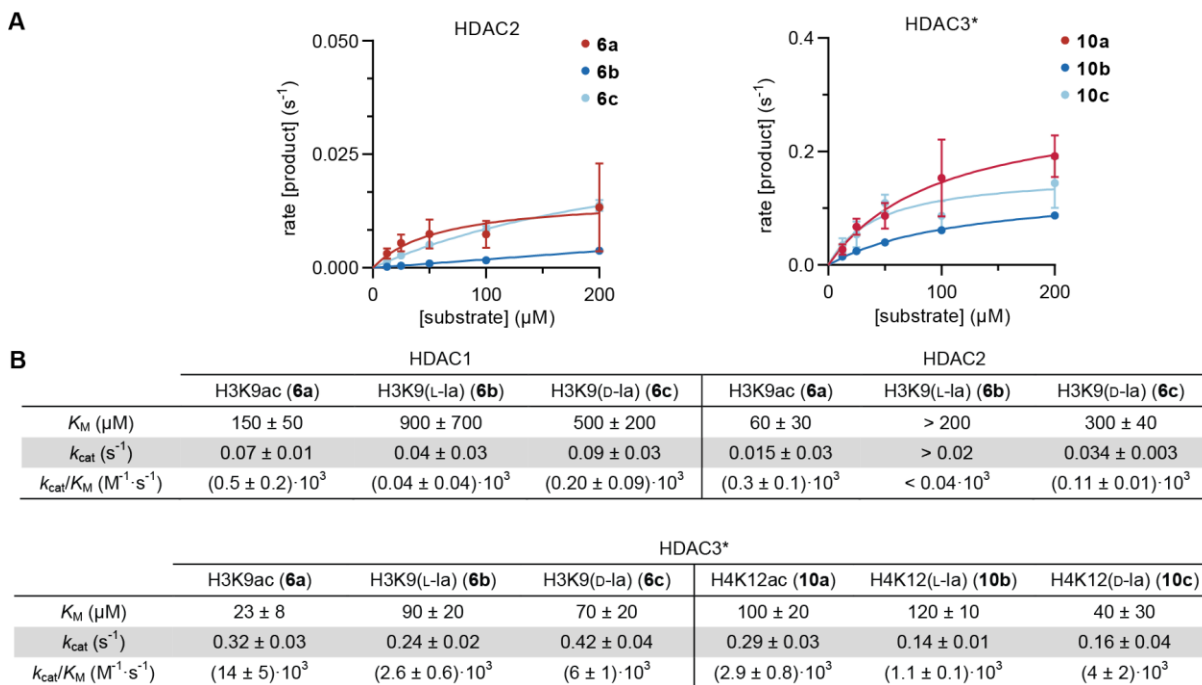 A
HDAC2
HDAC3*
0.050
0.025
0.000
rate [product] (s⁻¹)
0 100 200
[substrate] (µM)
6a
6b
6c
0.4
0.2
0.0
rate [product] (s⁻¹)
0 100 200
[substrate] (µM)
10a
10b
10c
B
HDAC1 HDAC2
H3K9ac (6a) H3K9(L-la) (6b) H3K9(D-la) (6c) H3K9ac (6a) H3K9(L-la) (6b) H3K9(D-la) (6c)
K_M (µM) 150 ± 50 900 ± 700 500 ± 200 60 ± 30 > 200 300 ± 40
k_cat (s⁻¹) 0.07 ± 0.01 0.04 ± 0.03 0.09 ± 0.03 0.015 ± 0.03 > 0.02 0.034 ± 0.003
k_cat/K_M (M⁻¹·s⁻¹) (0.5 ± 0.2)·10³ (0.04 ± 0.04)·10³ (0.20 ± 0.09)·10³ (0.3 ± 0.1)·10³ < 0.04·10³ (0.11 ± 0.01)·10³
HDAC3*
H3K9ac (6a) H3K9(L-la) (6b) H3K9(D-la) (6c) H4K12ac (10a) H4K12(L-la) (10b) H4K12(D-la) (10c)
K_M (µM) 23 ± 8 90 ± 20 70 ± 20 100 ± 20 120 ± 10 40 ± 30
k_cat (s⁻¹) 0.32 ± 0.03 0.24 ± 0.02 0.42 ± 0.04 0.29 ± 0.03 0.14 ± 0.01 0.16 ± 0.04
k_cat/K_M (M⁻¹·s⁻¹) (14 ± 5)·10³ (2.6 ± 0.6)·10³ (6 ± 1)·10³ (2.9 ± 0.8)·10³ (1.1 ± 0.1)·10³ (4 ± 2)·10³